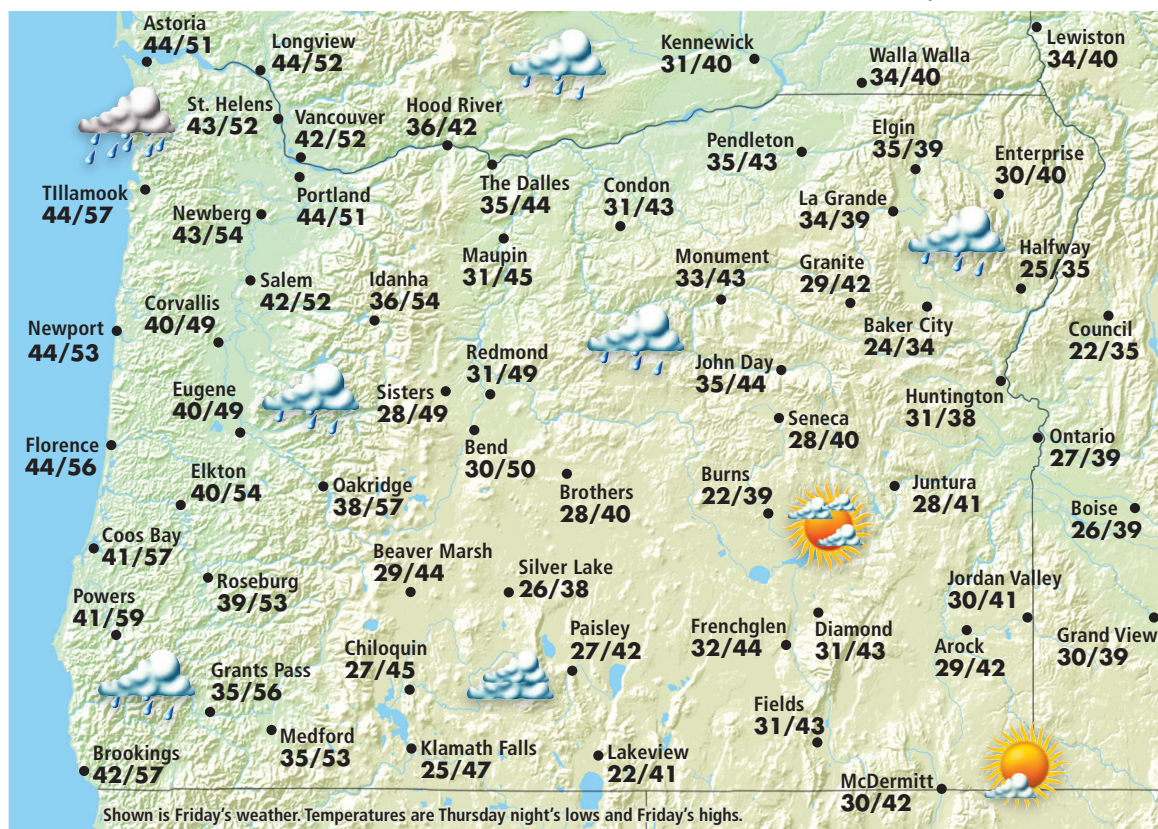 Astoria
44/51
Longview
44/52
Kennewick
31/40
Walla Walla
34/40
Lewiston
34/40
St. Helens
43/52
Vancouver
42/52
Hood River
36/42
Pendleton
35/43
Elgin
35/39
Enterprise
30/40
TIllamook
44/57
Portland
44/51
Newberg
43/54
The Dalles
35/44
Condon
31/43
La Grande
34/39
Maupin
31/45
Monument
33/43
Granite
29/42
Halfway
25/35
Salem
42/52
Idanha
36/54
Corvallis
40/49
Newport
44/53
Baker City
24/34
Council
22/35
Redmond
31/49
John Day
35/44
Eugene
40/49
Sisters
28/49
Huntington
31/38
Seneca
28/40
Florence
44/56
Bend
30/50
Ontario
27/39
Elkton
40/54
Oakridge
38/57
Brothers
28/40
Burns
22/39
Juntura
28/41
Boise
26/39
Coos Bay
41/57
Beaver Marsh
29/44
Silver Lake
26/38
Roseburg
39/53
Jordan Valley
30/41
Powers
41/59
Paisley
27/42
Frenchglen
32/44
Diamond
31/43
Arock
29/42
Grand View
30/39
Chiloquin
27/45
Grants Pass
35/56
Fields
31/43
Medford
35/53
Klamath Falls
25/47
Lakeview
22/41
Brookings
42/57
McDermitt
30/42
Shown is Friday's weather. Temperatures are Thursday night's lows and Friday's highs.